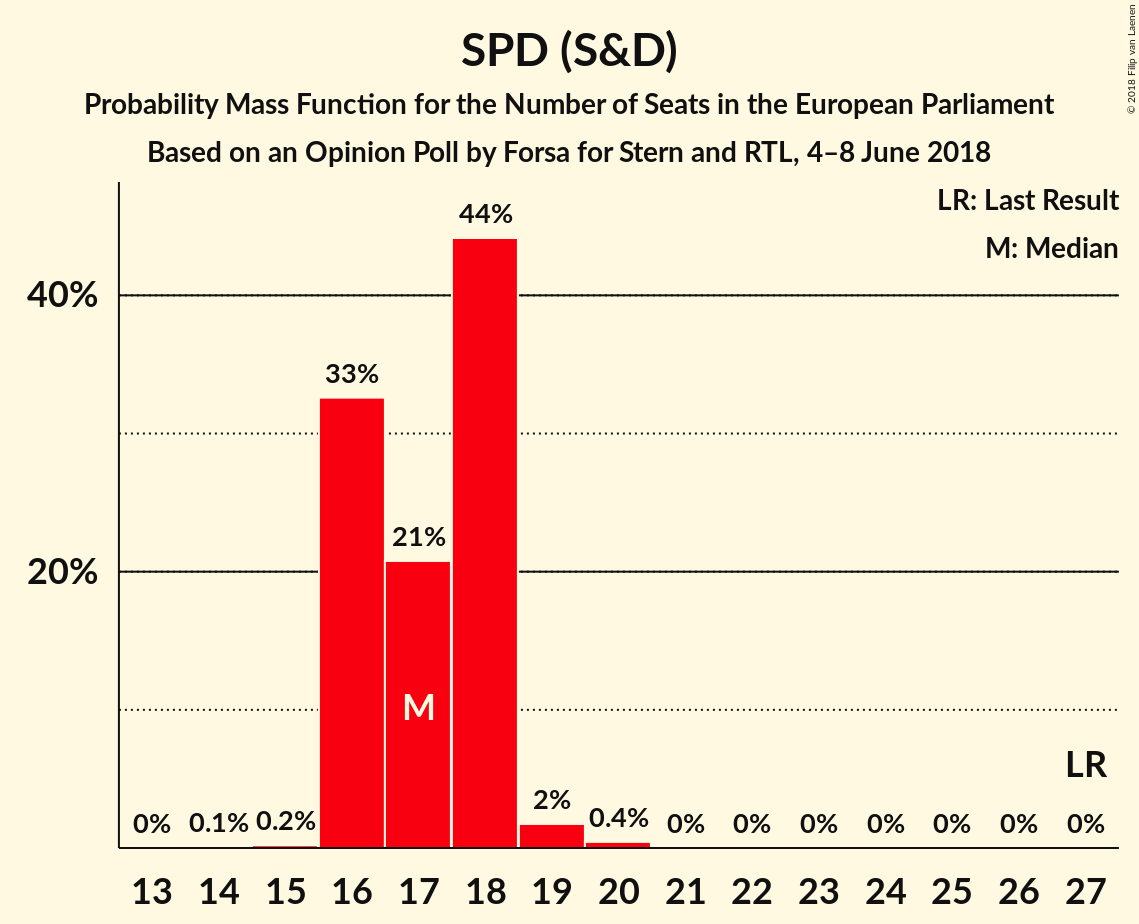 SPD (S&D)
Probability Mass Function for the Number of Seats in the European Parliament
Based on an Opinion Poll by Forsa for Stern and RTL, 4–8 June 2018
© 2018 Filip van Laenen
LR: Last Result
M: Median
40%
20%
0% 0.1% 0.2% 33% 21% 44% 2% 0.4% 0% 0% 0% 0% 0% 0% 0%
M
LR
13 14 15 16 17 18 19 20 21 22 23 24 25 26 27